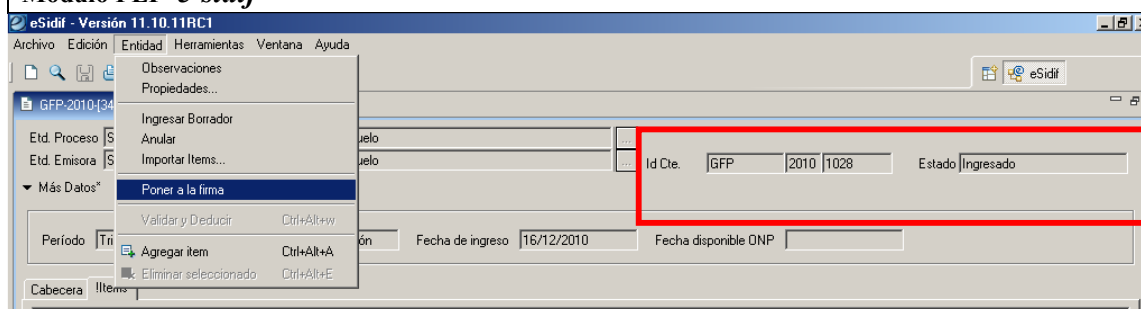 eSidif - Versión 11.10.11RC1
Archivo Edición Entidad Herramientas Ventana Ayuda
Observaciones
Propiedades...
Ingresar Borrador
Anular
Importar Items...
Poner a la firma
Validar y Deducir Ctrl+Alt+w
Agregar item Ctrl+Alt+A
Eliminar seleccionado Ctrl+Alt+E
eSidif
GFP-2010-[34
Etd. Proceso S uelo ...
Etd. Emisora S uelo ... Id Cte. GFP 2010 1028 Estado Ingresado
Más Datos*
Período Tri ón Fecha de ingreso 16/12/2010 Fecha disponible ONP
Cabecera !Items